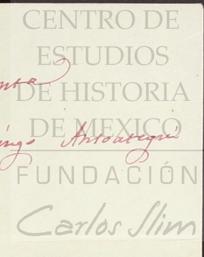 CENTRO DE
ESTUDIOS
DE HISTORIA
DE MEXICO
FUNDACIÓN
Carlos Slim